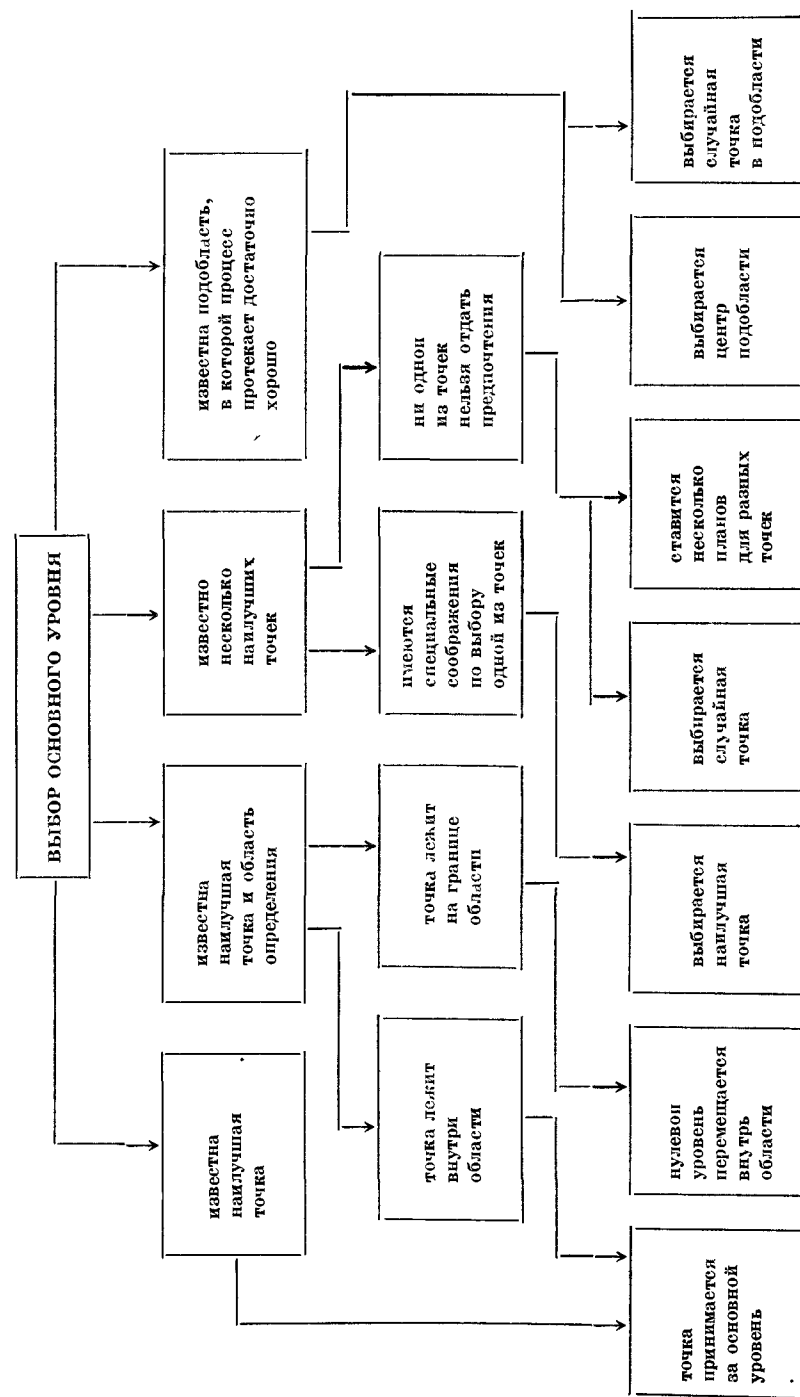 ВЫБОР ОСНОВНОГО УРОВНЯ
известна
наилучшая
точка
известна
наилучшая
точка и область
определения
известно
несколько
наилучших
точек
известна подобласть,
в которой процесс
протекает достаточно
хорошо
точка лежит
внутри
области
точка лежит
на границе
области
имеются
специальные
соображения
по выбору
одной из точек
ни одной
из точек
нельзя отдать
предпочтения
точка
принимается
за основной
уровень
нулевой
уровень
перемещается
внутрь
области
выбирается
наилучшая
точка
выбирается
случайная
точка
ставится
несколько
планов
для разных
точек
выбирается
центр
подобласти
выбирается
случайная
точка
в подобласти